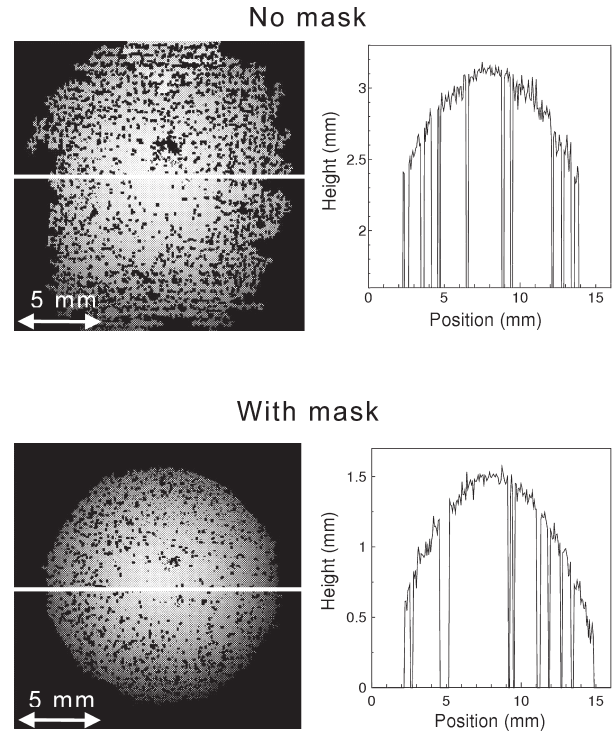 No mask
5 mm
Height (mm)
3
2.5
2
0 5 10 15
Position (mm)
With mask
5 mm
Height (mm)
1.5
1
0.5
0
0 5 10 15
Position (mm)